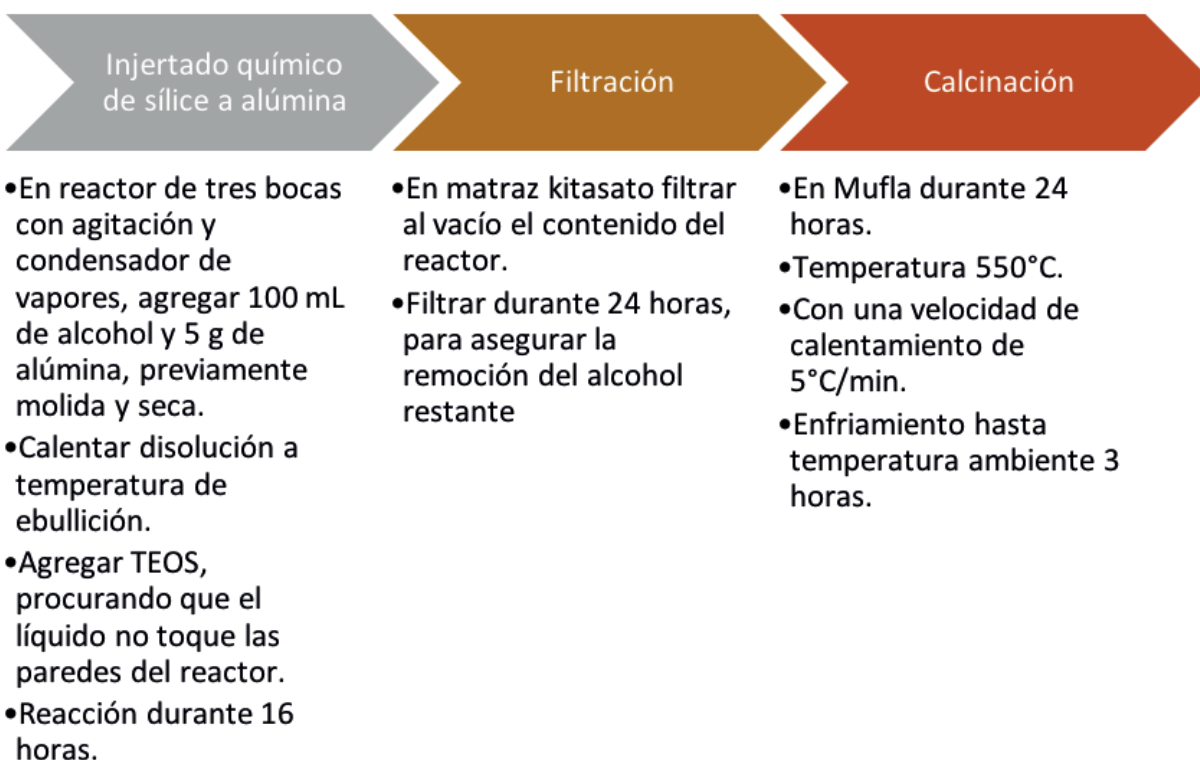 Injertado químico
de sílice a alúmina
•En reactor de tres bocas
con agitación y
condensador de
vapores, agregar 100 mL
de alcohol y 5 g de
alúmina, previamente
molida y seca.
•Calentar disolución a
temperatura de
ebullición.
•Agregar TEOS,
procurando que el
líquido no toque las
paredes del reactor.
•Reacción durante 16
horas.
Filtración
•En matraz kitasato filtrar
al vacío el contenido del
reactor.
•Filtrar durante 24 horas,
para asegurar la
remoción del alcohol
restante
Calcinación
•En Mufla durante 24
horas.
•Temperatura 550°C.
•Con una velocidad de
calentamiento de
5°C/min.
•Enfriamiento hasta
temperatura ambiente 3
horas.